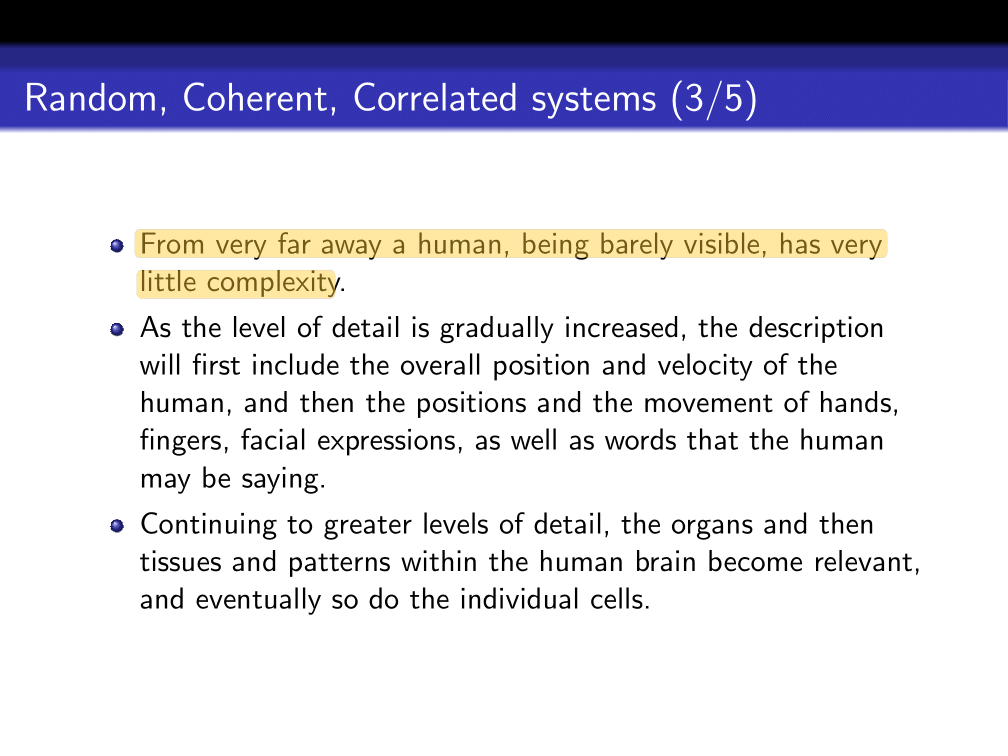 Random, Coherent, Correlated systems (3/5)
From very far away a human, being barely visible, has very
little complexity.
As the level of detail is gradually increased, the description
will first include the overall position and velocity of the
human, and then the positions and the movement of hands,
fingers, facial expressions, as well as words that the human
may be saying.
Continuing to greater levels of detail, the organs and then
tissues and patterns within the human brain become relevant,
and eventually so do the individual cells.